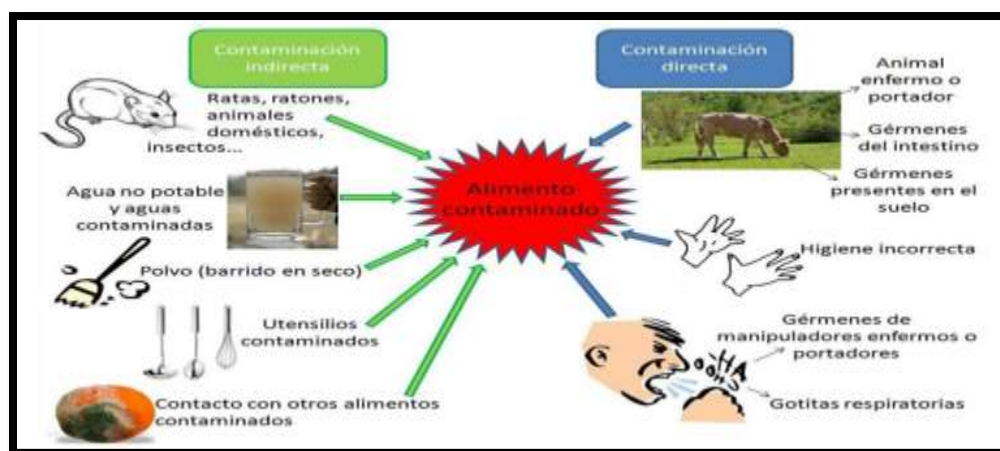 Contaminación
indirecta
Ratas, ratones,
animales
domésticos,
insectos...
Agua no potable
y aguas
contaminadas
Polvo (barrido en seco)
Utensilios
contaminados
Contacto con otros alimentos
contaminados
Alimento
contaminado
Contaminación
directa
Animal
enfermo o
portador
Gérmenes
del intestino
Gérmenes
presentes en el
suelo
Higiene incorrecta
Gérmenes de
manipuladores enfermos o
portadores
Gotitas respiratorias